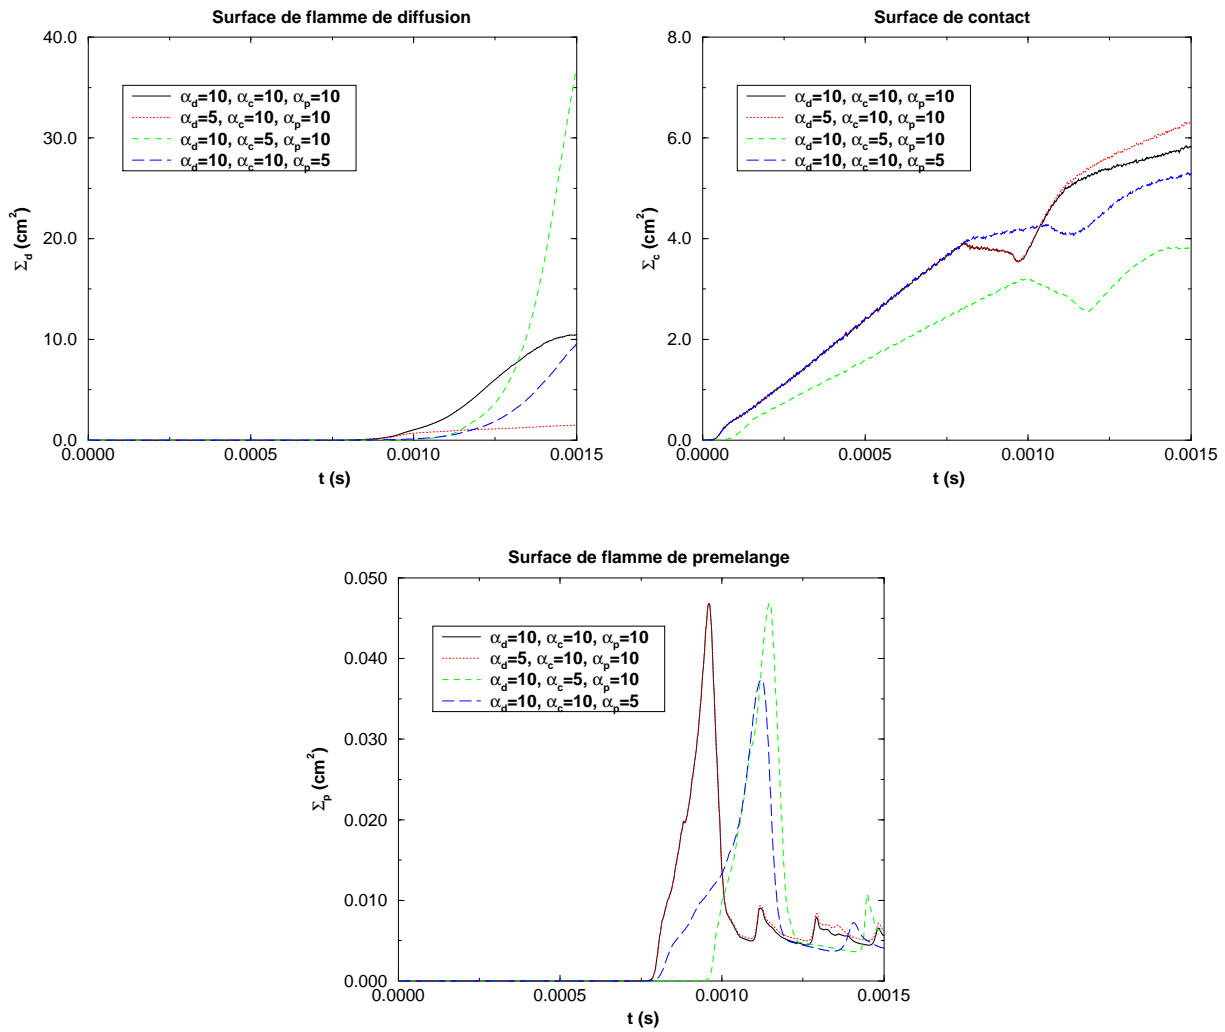 Surface de flamme de diffusion
40.0
30.0
20.0
10.0
0.0
Σd (cm²)
αd=10, αc=10, αp=10
αd=5, αc=10, αp=10
αd=10, αc=5, αp=10
αd=10, αc=10, αp=5
0.0000 0.0005 0.0010 0.0015
t (s)
Surface de contact
8.0
6.0
4.0
2.0
0.0
Σc (cm²)
αd=10, αc=10, αp=10
αd=5, αc=10, αp=10
αd=10, αc=5, αp=10
αd=10, αc=10, αp=5
0.0000 0.0005 0.0010 0.0015
t (s)
Surface de flamme de premelange
0.050
0.040
0.030
0.020
0.010
0.000
Σp (cm²)
αd=10, αc=10, αp=10
αd=5, αc=10, αp=10
αd=10, αc=5, αp=10
αd=10, αc=10, αp=5
0.0000 0.0005 0.0010 0.0015
t (s)